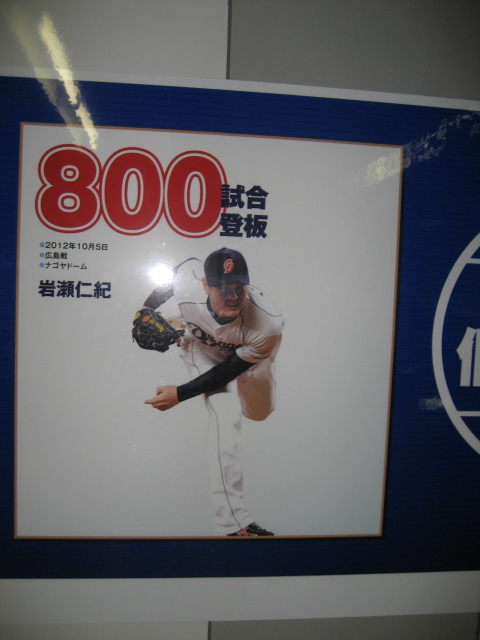 800試合
登板
●2012年10月5日
●広島戦
●ナゴヤドーム
岩瀬仁紀